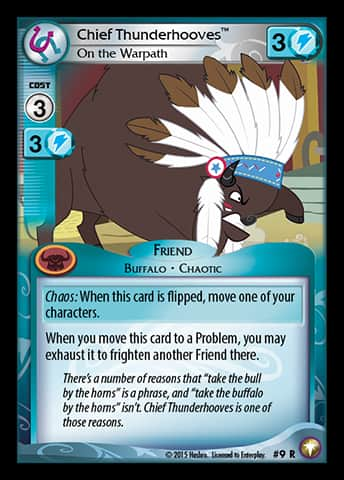 Chief Thunderhooves™
On the Warpath
3
COST
3
3
FRIEND
BUFFALO • CHAOTIC
Chaos: When this card is flipped, move one of your
characters.
When you move this card to a Problem, you may
exhaust it to frighten another Friend there.
There's a number of reasons that “take the bull
by the horns” is a phrase, and “take the buffalo
by the horns” isn't. Chief Thunderhooves is one of
those reasons.
© 2015 Hasbro. Licensed to Enterplay. #9 R